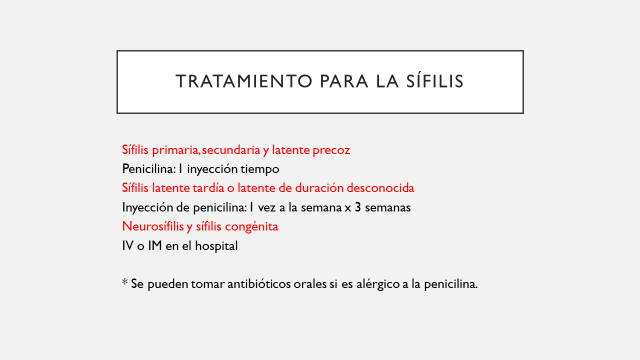 TRATAMIENTO PARA LA SÍFILIS
Sífilis primaria, secundaria y latente precoz
Penicilina: 1 inyección tiempo
Sífilis latente tardía o latente de duración desconocida
Inyección de penicilina: 1 vez a la semana x 3 semanas
Neurosífilis y sífilis congénita
IV o IM en el hospital
* Se pueden tomar antibióticos orales si es alérgico a la penicilina.